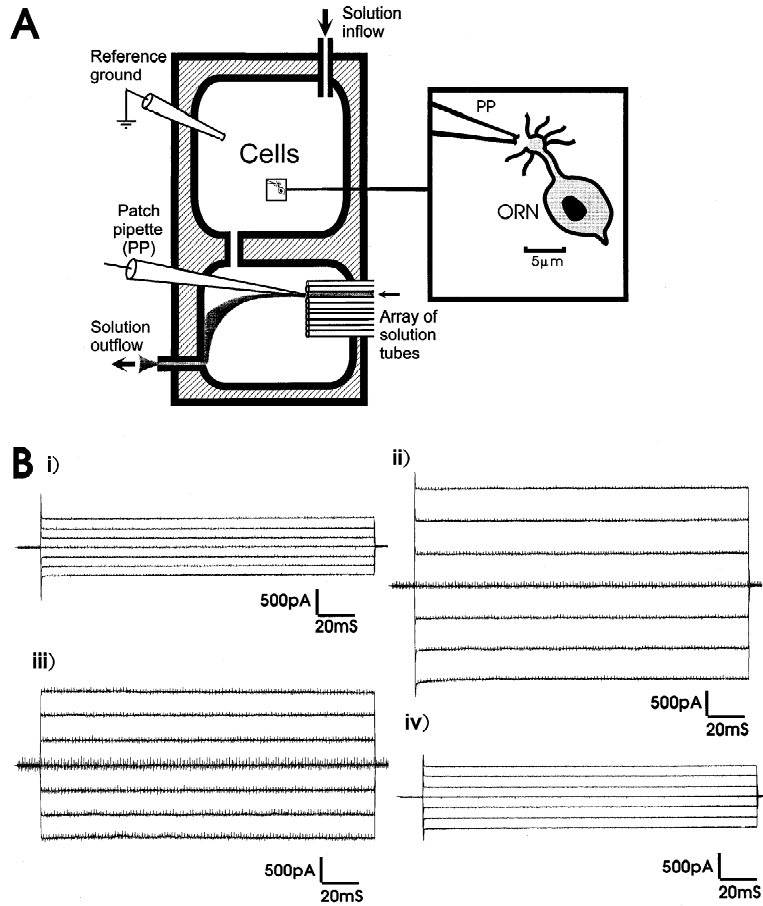 A
Solution
inflow
Reference
ground
Cells
PP
ORN
5μm
Patch
pipette
(PP)
Array of
solution
tubes
Solution
outflow
B
i)
500pA
20mS
ii)
500pA
20mS
iii)
500pA
20mS
iv)
500pA
20mS